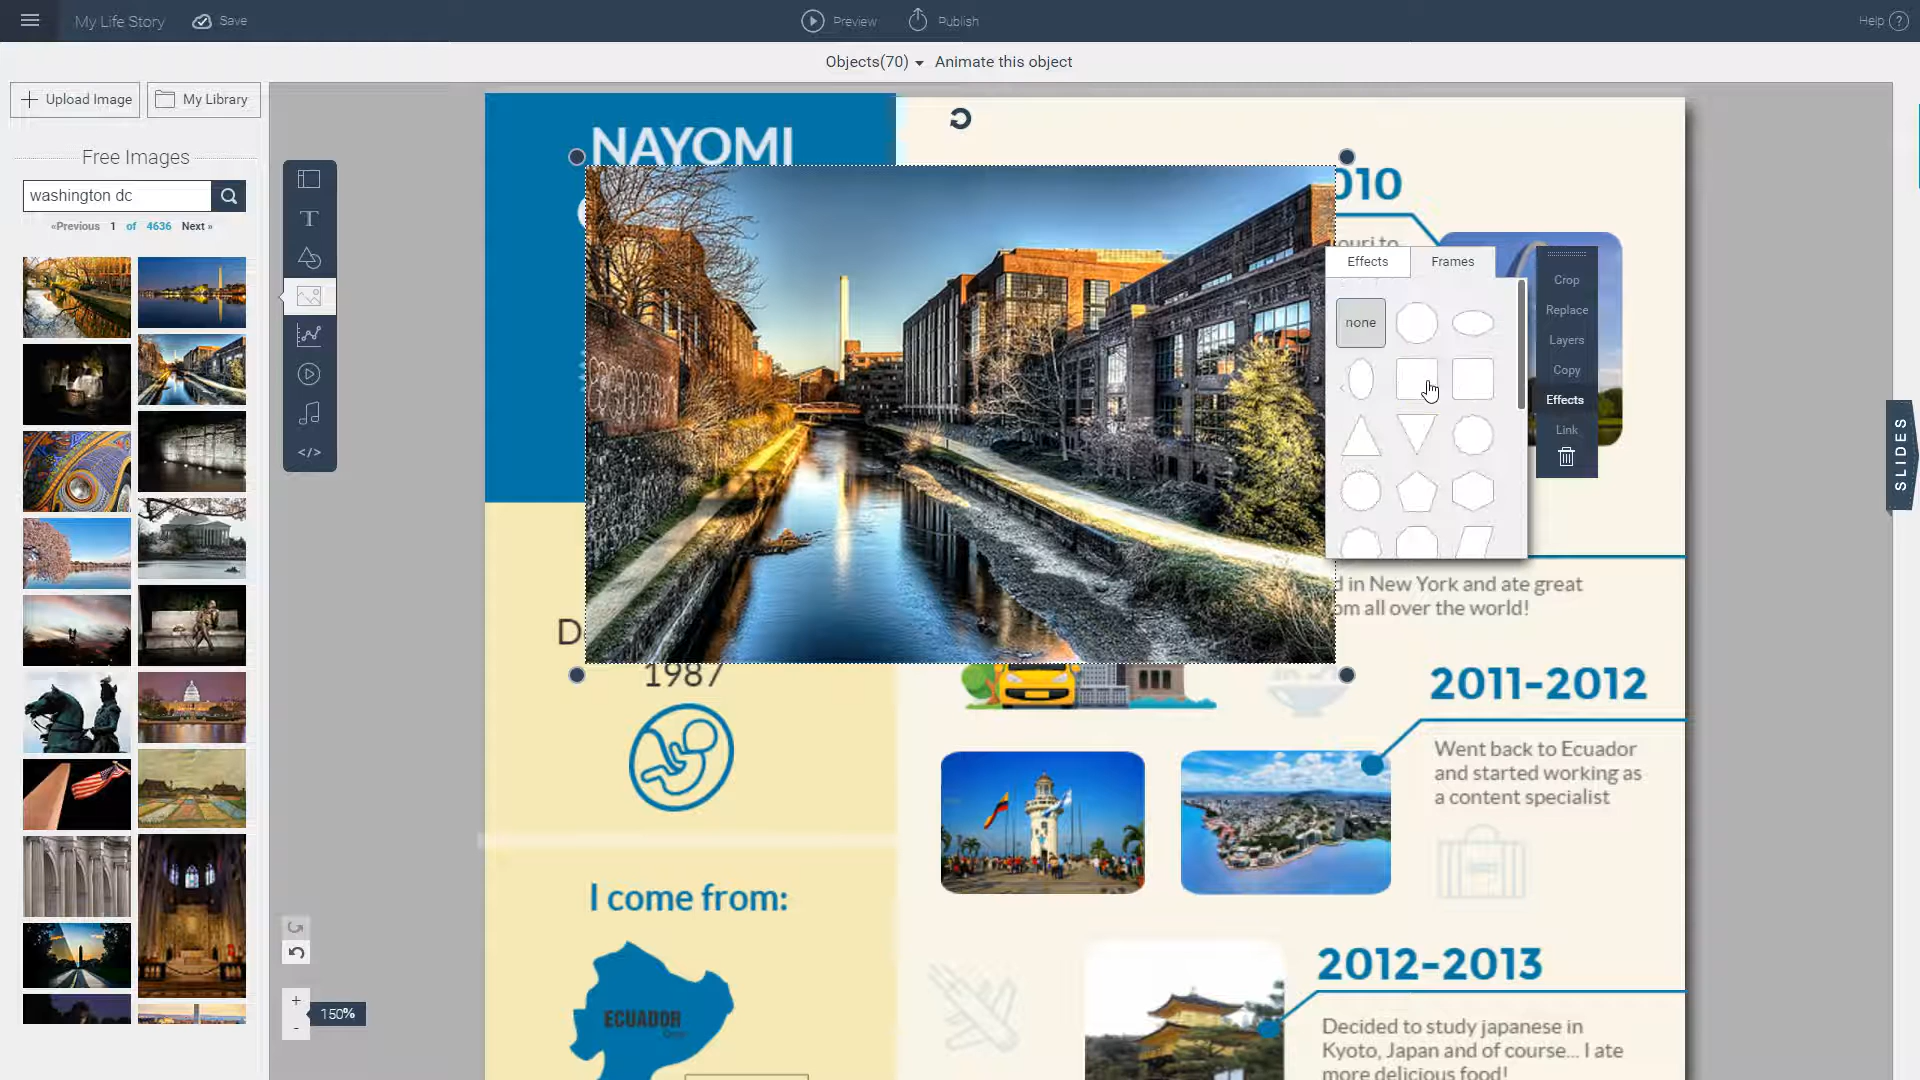 My Life Story
Save
Preview
Publish
Help ?
Objects(70)
Animate this object
Upload Image
My Library
Free Images
washington dc
«Previous 1 of 4636 Next »
T
</>
+
150%
-
NAYOMI
D
1987
I come from:
ECUADOR
010
ouri to
Effects
Frames
none
Crop
Replace
Layers
Copy
Effects
Link
SLIDES
d in New York and ate great
om all over the world!
2011-2012
Went back to Ecuador
and started working as
a content specialist
2012-2013
Decided to study japanese in
Kyoto, Japan and of course... I ate
more delicious food!